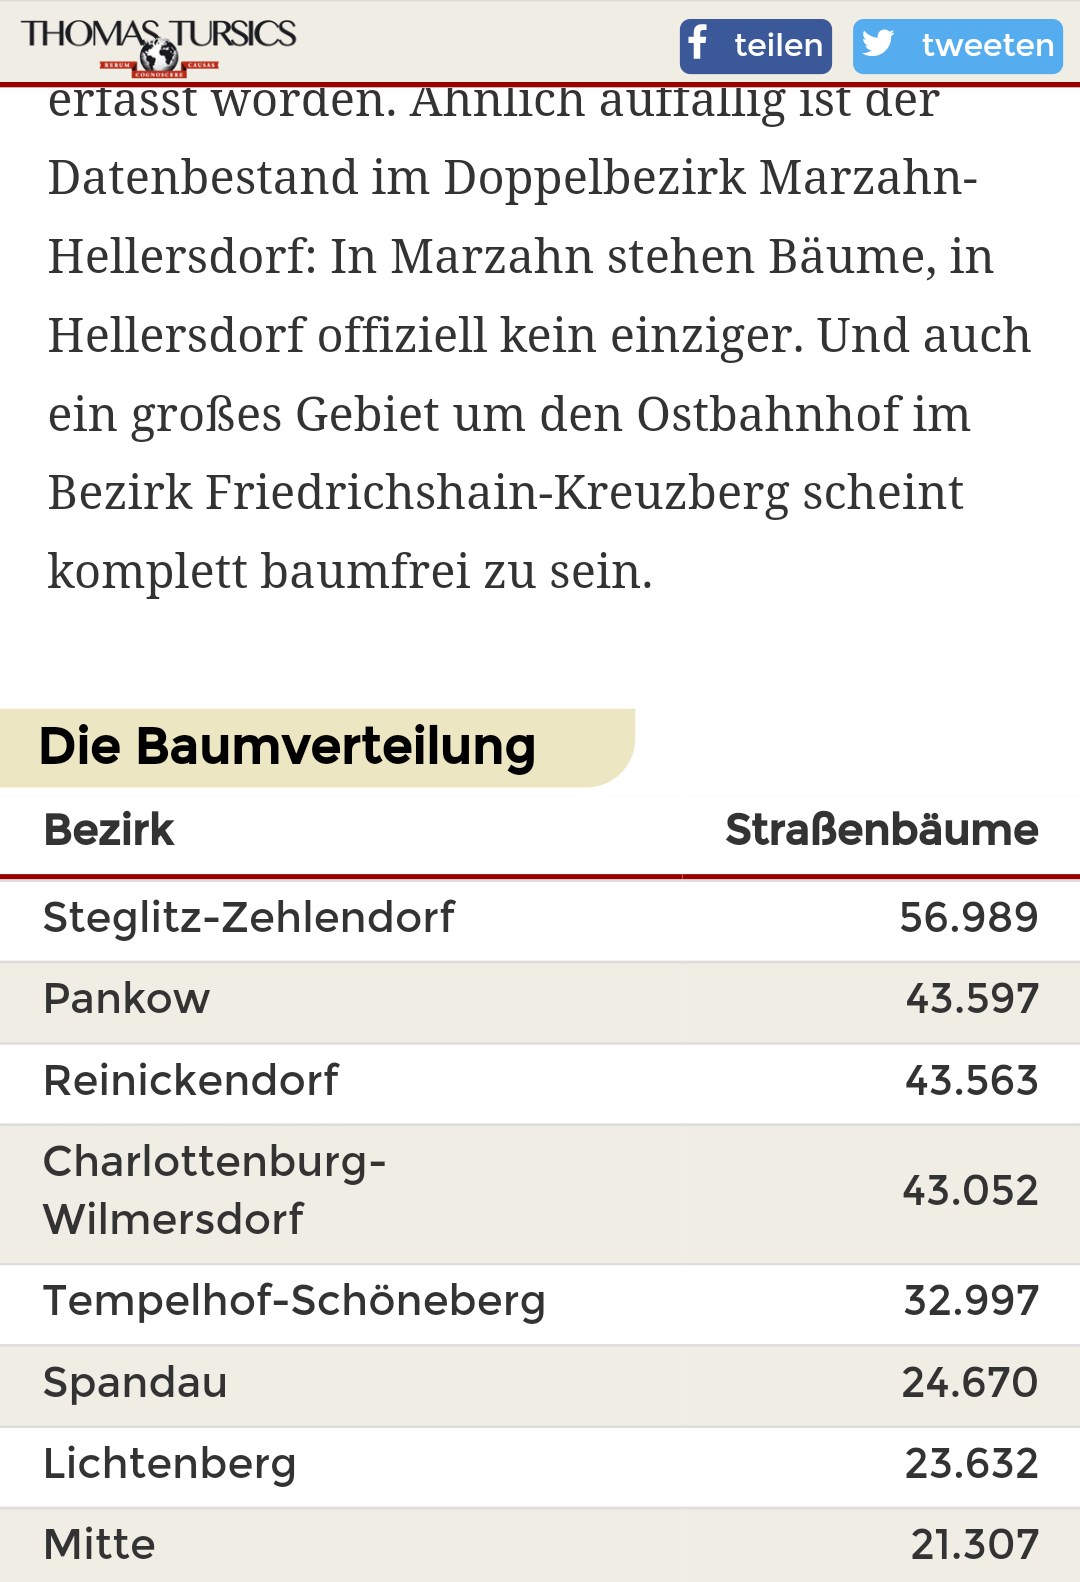 THOMAS TURSICS
RERUM CAUSAS
COGNOSCERE
teilen
tweeten
erfasst worden. Ähnlich auffällig ist der
Datenbestand im Doppelbezirk Marzahn-
Hellersdorf: In Marzahn stehen Bäume, in
Hellersdorf offiziell kein einziger. Und auch
ein großes Gebiet um den Ostbahnhof im
Bezirk Friedrichshain-Kreuzberg scheint
komplett baumfrei zu sein.
Die Baumverteilung
Bezirk Straßenbäume
Steglitz-Zehlendorf 56.989
Pankow 43.597
Reinickendorf 43.563
Charlottenburg-
Wilmersdorf 43.052
Tempelhof-Schöneberg 32.997
Spandau 24.670
Lichtenberg 23.632
Mitte 21.307